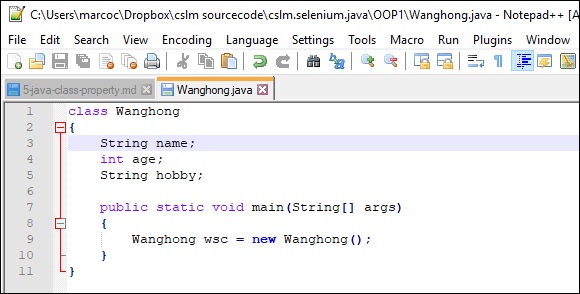 C:\Users\marcoc\Dropbox\cslm sourcecode\cslm.selenium.java\OOP1\Wanghong.java - Notepad++ [A
File Edit Search View Encoding Language Settings Tools Macro Run Plugins Window
5-java-class-property.md Wanghong.java
1 class Wanghong
2 {
3 String name;
4 int age;
5 String hobby;
6
7 public static void main(String[] args)
8 {
9 Wanghong wsc = new Wanghong();
10 }
11 }